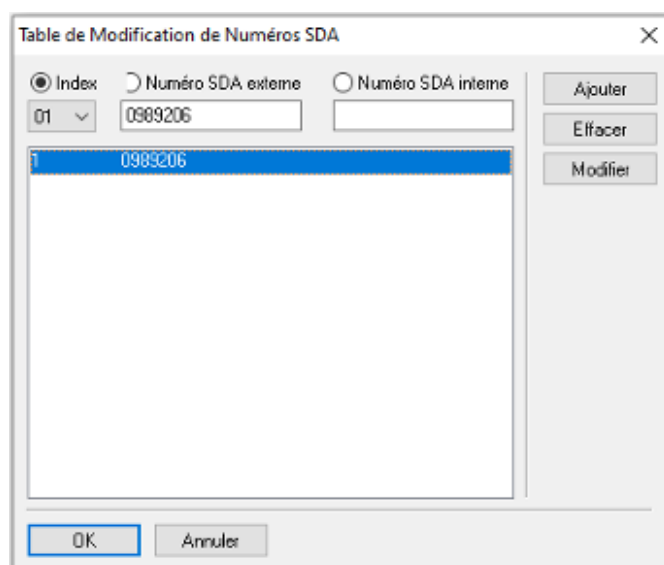 Table de Modification de Numéros SDA
Index Numéro SDA externe Numéro SDA interne
01 0989206
1 0989206
Ajouter
Effacer
Modifier
OK Annuler